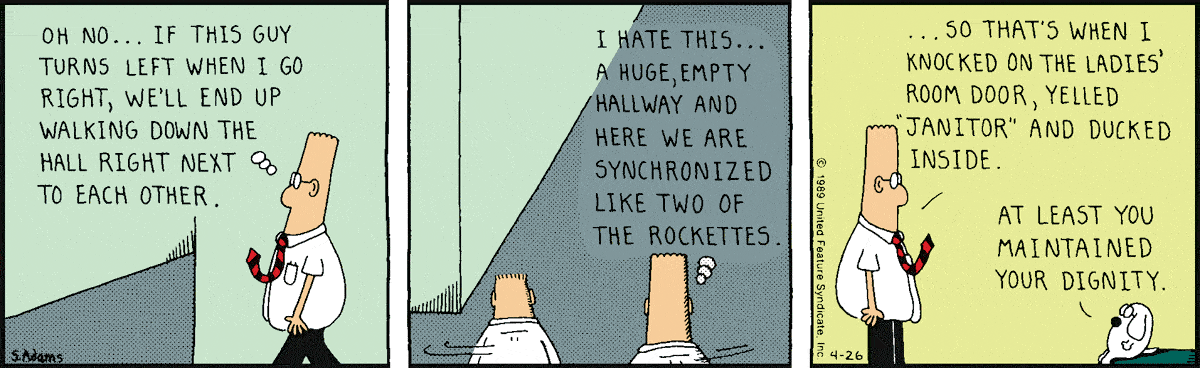 OH NO... IF THIS GUY
TURNS LEFT WHEN I GO
RIGHT, WE'LL END UP
WALKING DOWN THE
HALL RIGHT NEXT
TO EACH OTHER.
S.Adams
I HATE THIS...
A HUGE, EMPTY
HALLWAY AND
HERE WE ARE
SYNCHRONIZED
LIKE TWO OF
THE ROCKETTES.
...SO THAT'S WHEN I
KNOCKED ON THE LADIES'
ROOM DOOR, YELLED
"JANITOR" AND DUCKED
INSIDE.
AT LEAST YOU
MAINTAINED
YOUR DIGNITY.
© 1989 United Feature Syndicate, Inc.
4-26